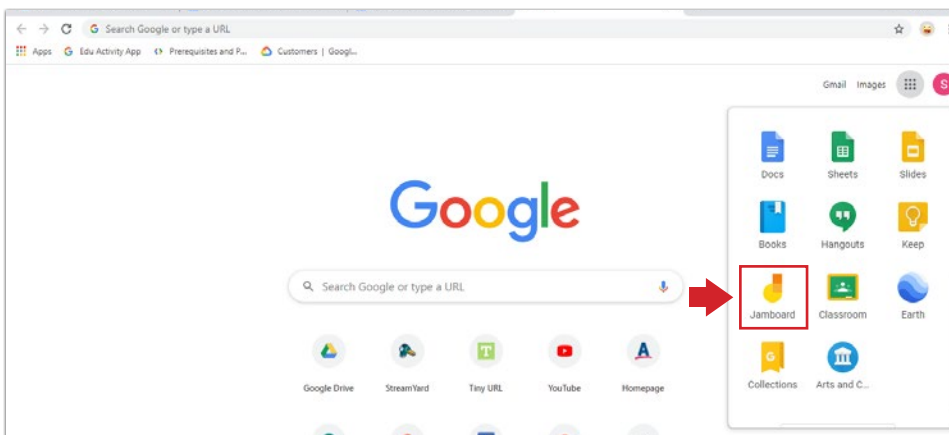 Search Google or type a URL
Apps Edu Activity App Prerequisites and P... Customers | Googl...
Gmail Images S
Docs Sheets Slides
Google
Books Hangouts Keep
Search Google or type a URL
Jamboard Classroom Earth
T
Google Drive StreamYard Tiny URL YouTube Homepage
G
Collections Arts and C...